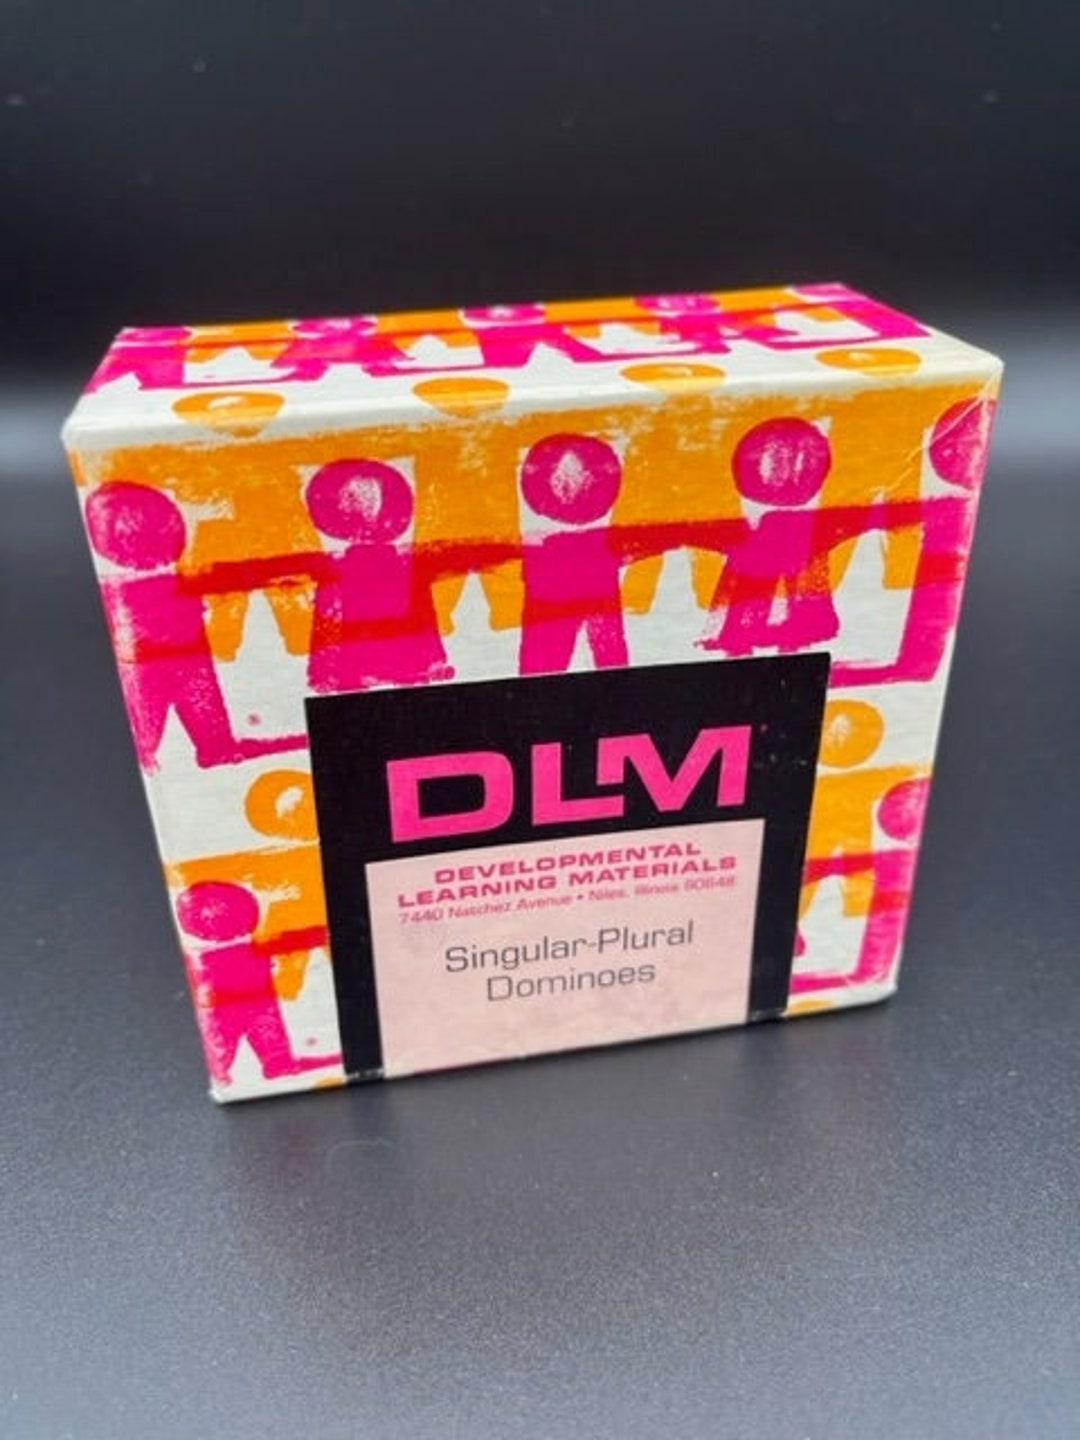 DLM
DEVELOPMENTAL
LEARNING MATERIALS
7440 Natchez Avenue • Niles, Illinois 60648
Singular-Plural
Dominoes